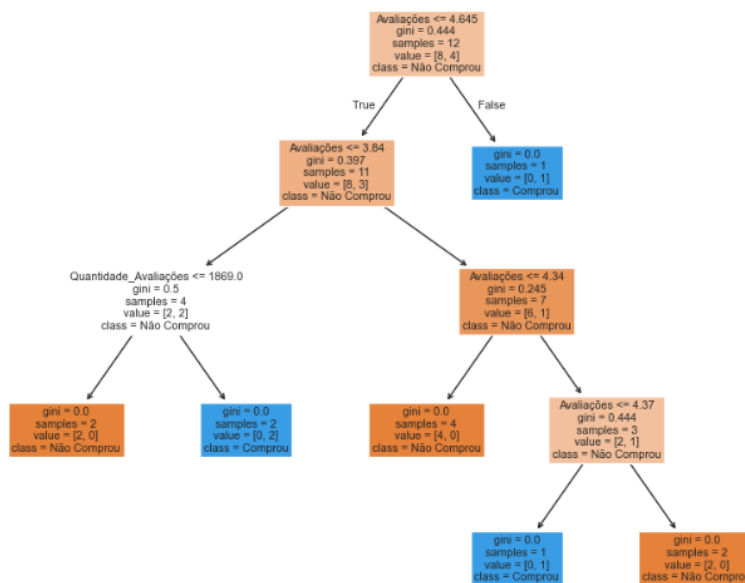 Avaliações <= 4.645
gini = 0.444
samples = 12
value = [8, 4]
class = Não Comprou
True
False
Avaliações <= 3.84
gini = 0.397
samples = 11
value = [8, 3]
class = Não Comprou
gini = 0.0
samples = 1
value = [0, 1]
class = Comprou
Quantidade_Avaliações <= 1869.0
gini = 0.5
samples = 4
value = [2, 2]
class = Não Comprou
Avaliações <= 4.34
gini = 0.245
samples = 7
value = [6, 1]
class = Não Comprou
gini = 0.0
samples = 2
value = [2, 0]
class = Não Comprou
gini = 0.0
samples = 2
value = [0, 2]
class = Comprou
gini = 0.0
samples = 4
value = [4, 0]
class = Não Comprou
Avaliações <= 4.37
gini = 0.444
samples = 3
value = [2, 1]
class = Não Comprou
gini = 0.0
samples = 1
value = [0, 1]
class = Comprou
gini = 0.0
samples = 2
value = [2, 0]
class = Não Comprou